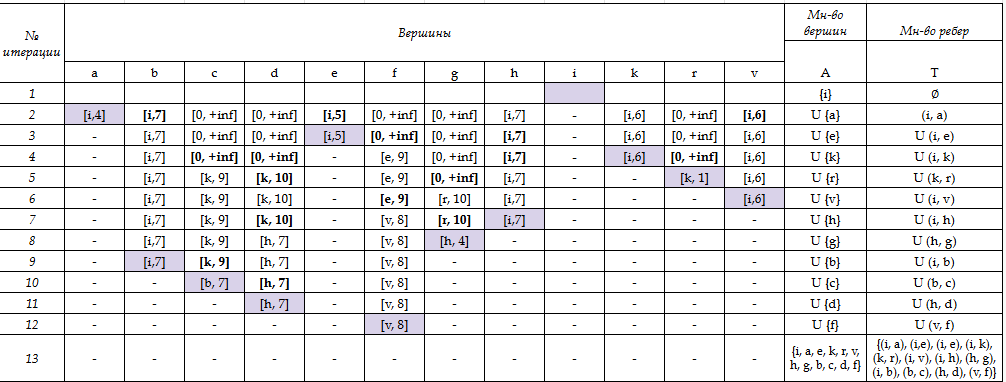 № итерации Вершины Мн-во вершин Мн-во ребер
a b c d e f g h i k r v A T
1 {i} ∅
2 [i,4] [i,7] [0, +inf] [0, +inf] [i,5] [0, +inf] [0, +inf] [i,7] - [i,6] [0, +inf] [i,6] U {a} (i, a)
3 - [i,7] [0, +inf] [0, +inf] [i,5] [0, +inf] [0, +inf] [i,7] - [i,6] [0, +inf] [i,6] U {e} U (i, e)
4 - [i,7] [0, +inf] [0, +inf] - [e, 9] [0, +inf] [i,7] - [i,6] [0, +inf] [i,6] U {k} U (i, k)
5 - [i,7] [k, 9] [k, 10] - [e, 9] [0, +inf] [i,7] - - [k, 1] [i,6] U {r} U (k, r)
6 - [i,7] [k, 9] [k, 10] - [e, 9] [r, 10] [i,7] - - - [i,6] U {v} U (i, v)
7 - [i,7] [k, 9] [k, 10] - [v, 8] [r, 10] [i,7] - - - - U {h} U (i, h)
8 - [i,7] [k, 9] [h, 7] - [v, 8] [h, 4] - - - - - U {g} U (h, g)
9 - [i,7] [k, 9] [h, 7] - [v, 8] - - - - - - U {b} U (i, b)
10 - - [b, 7] [h, 7] - [v, 8] - - - - - - U {c} U (b, c)
11 - - - [h, 7] - [v, 8] - - - - - - U {d} U (h, d)
12 - - - - - [v, 8] - - - - - - U {f} U (v, f)
13 - - - - - - - - - - - - {i, a, e, k, r, v, h, g, b, c, d, f} {(i, a), (i,e), (i, e), (i, k), (k, r), (i, v), (i, h), (h, g), (i, b), (b, c), (h, d), (v, f)}